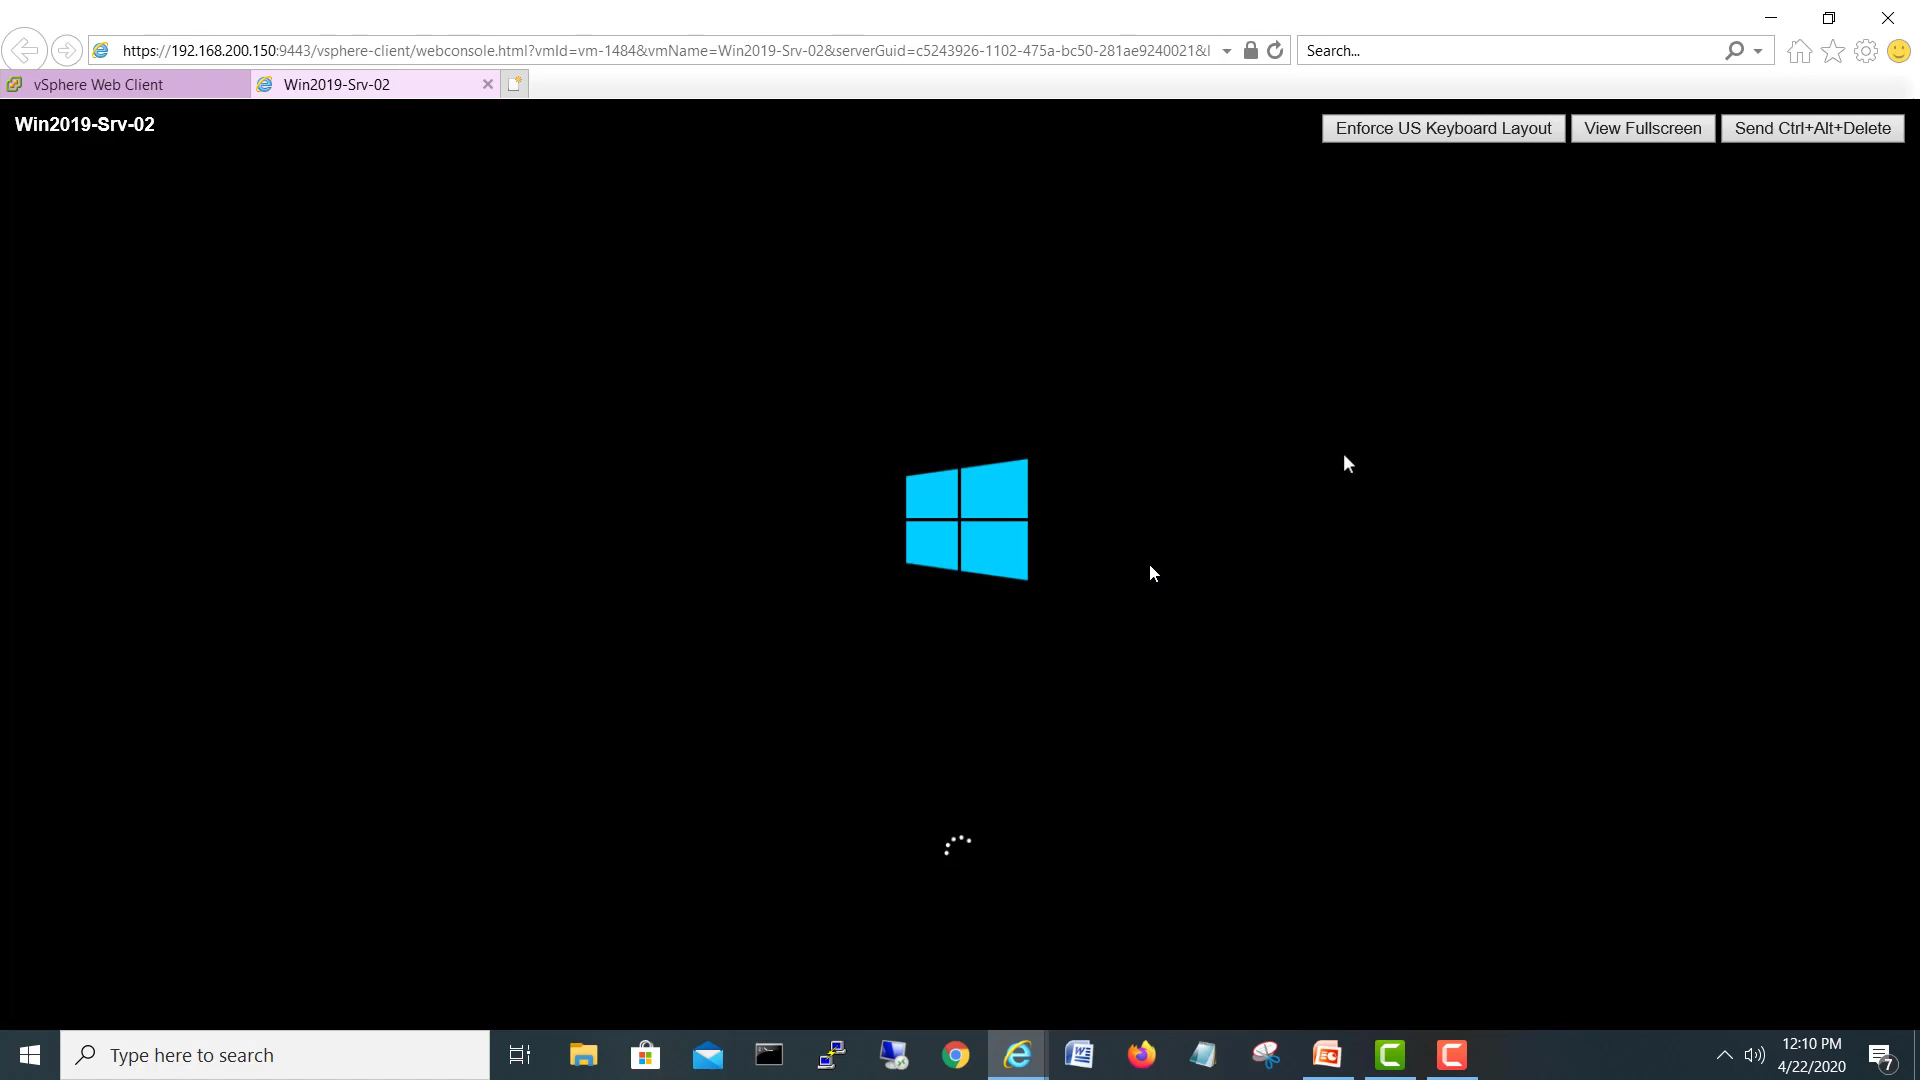 https://192.168.200.150:9443/vsphere-client/webconsole.html?vmId=vm-1484&vmName=Win2019-Srv-02&serverGuid=c5243926-1102-475a-bc50-281ae9240021&l
Search...
vSphere Web Client
Win2019-Srv-02
Win2019-Srv-02
Enforce US Keyboard Layout
View Fullscreen
Send Ctrl+Alt+Delete
Type here to search
12:10 PM
4/22/2020
7